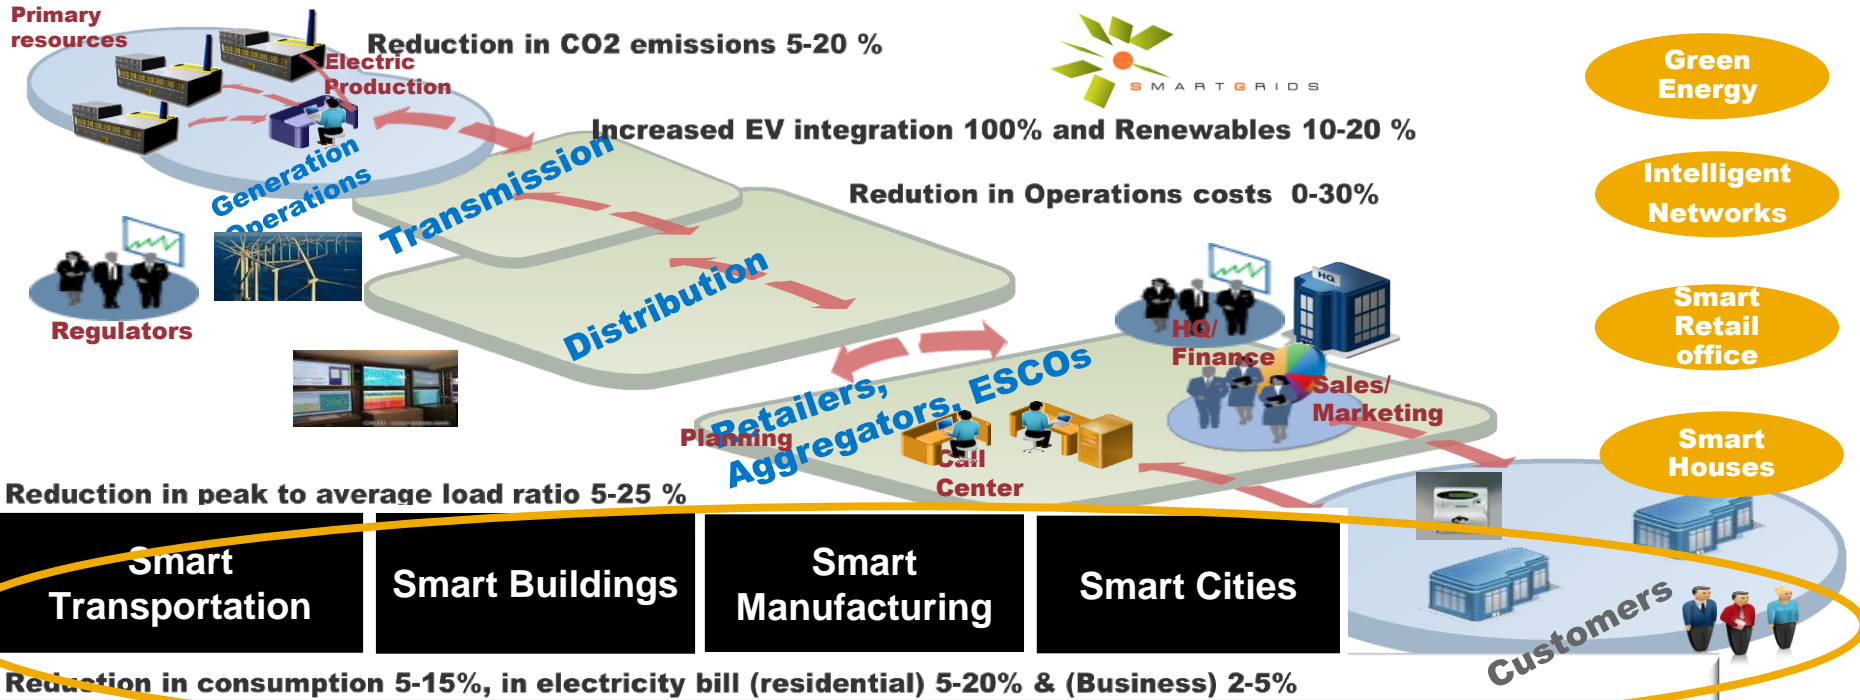 Primary
resources
Reduction in CO2 emissions 5-20 %
Electric
Production
SMARTGRIDS
Green
Energy
Increased EV integration 100% and Renewables 10-20 %
Generation
Operations
Transmission
Intelligent
Networks
Redution in Operations costs 0-30%
Regulators
Distribution
HQ
HQ/
Finance
Smart
Retail
office
Retailers,
Aggregators, ESCOs
Sales/
Marketing
Planning
Call
Center
Smart
Houses
Reduction in peak to average load ratio 5-25 %
Smart
Transportation
Smart Buildings
Smart
Manufacturing
Smart Cities
Customers
Reduction in consumption 5-15%, in electricity bill (residential) 5-20% & (Business) 2-5%